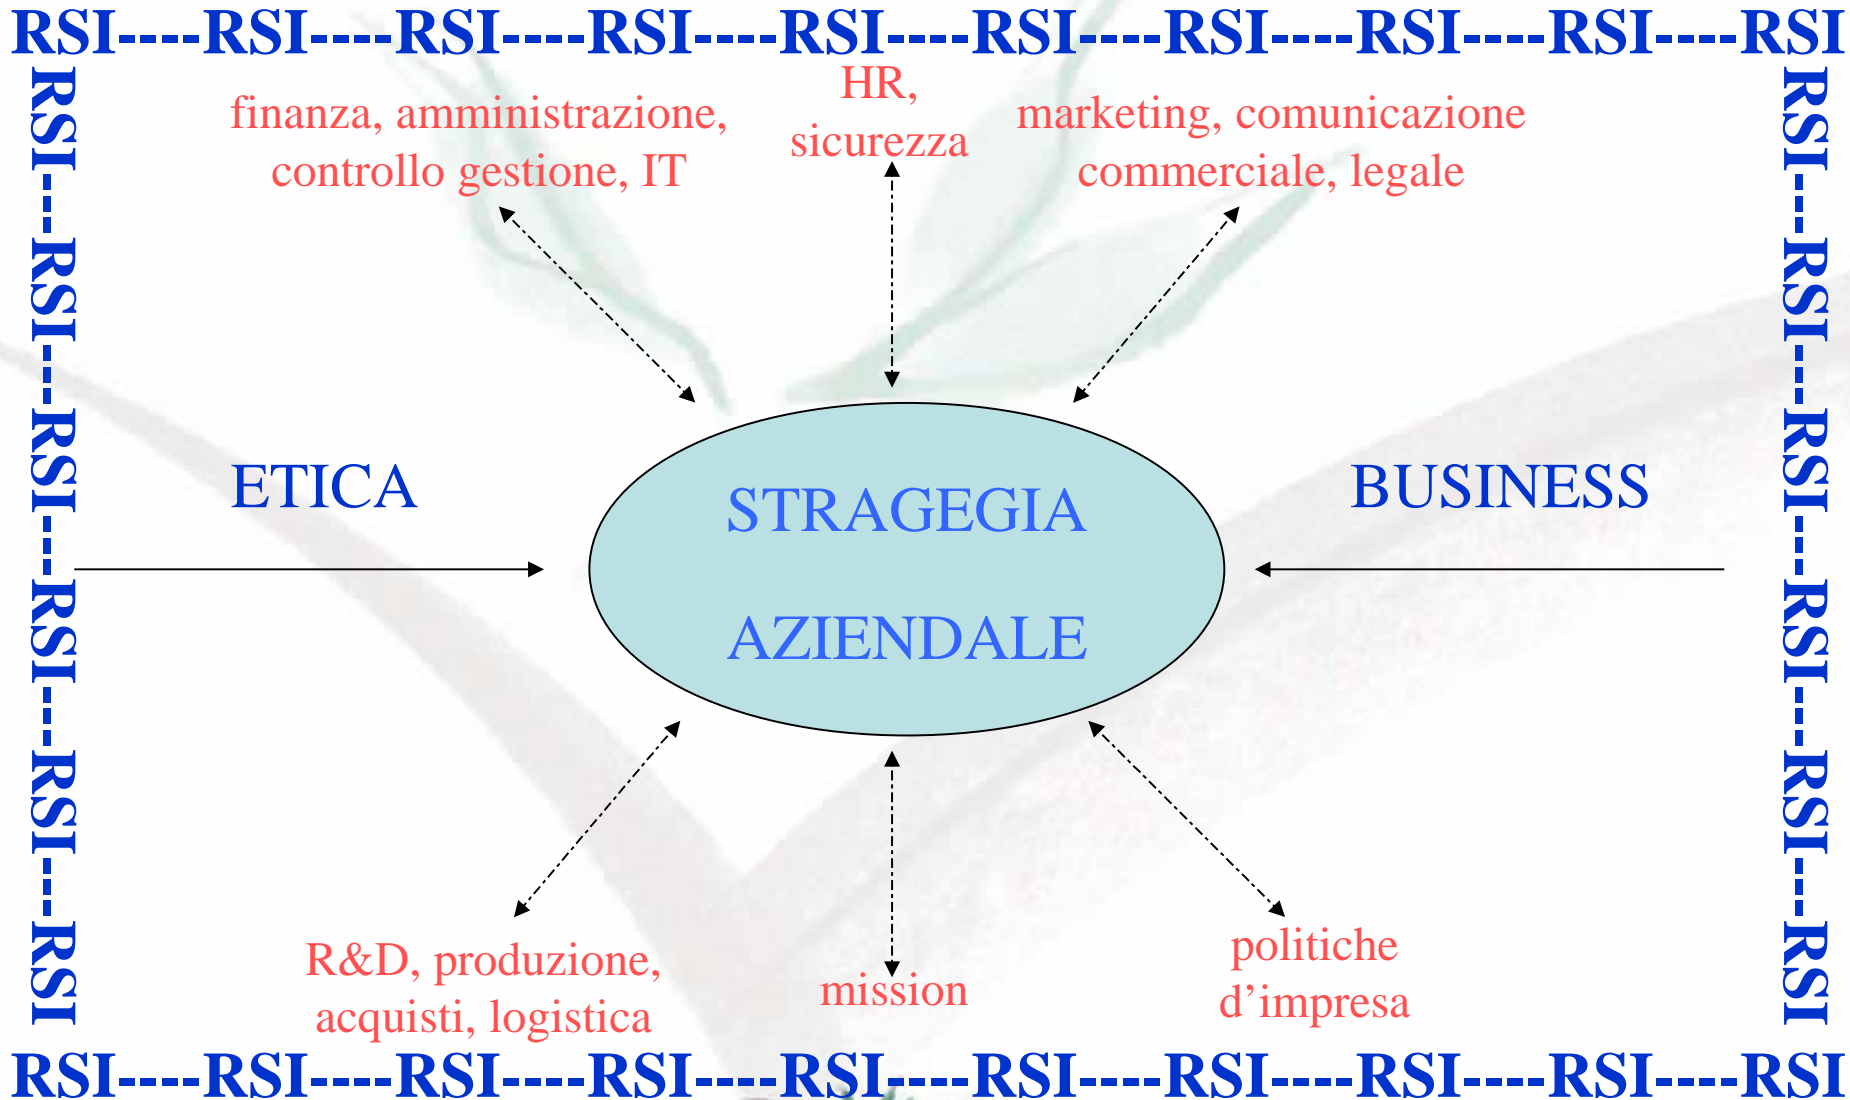 RSI----RSI----RSI----RSI----RSI----RSI----RSI----RSI----RSI----RSI
RSI----RSI----RSI----RSI----RSI----RSI
finanza, amministrazione,
controllo gestione, IT
HR,
sicurezza
marketing, comunicazione
commerciale, legale
RSI----RSI----RSI----RSI----RSI----RSI
ETICA
STRAGEGIA
AZIENDALE
BUSINESS
R&D, produzione,
acquisti, logistica
mission
politiche
d’impresa
RSI----RSI----RSI----RSI----RSI----RSI----RSI----RSI----RSI----RSI